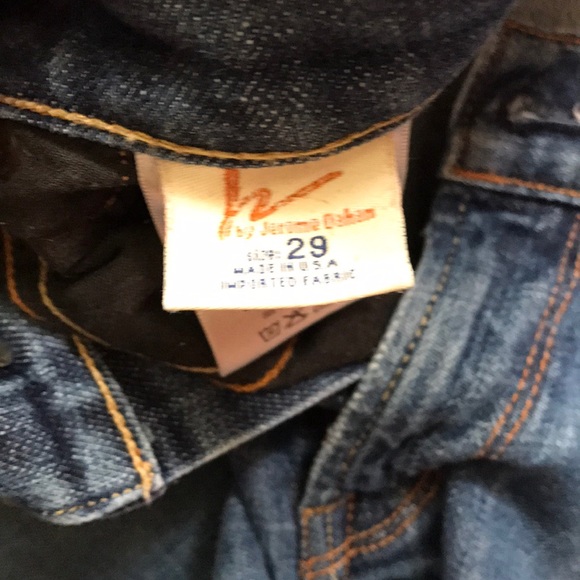 by Jerome Dahan
SIZE: 29
MADE IN U.S.A
IMPORTED FABRIC